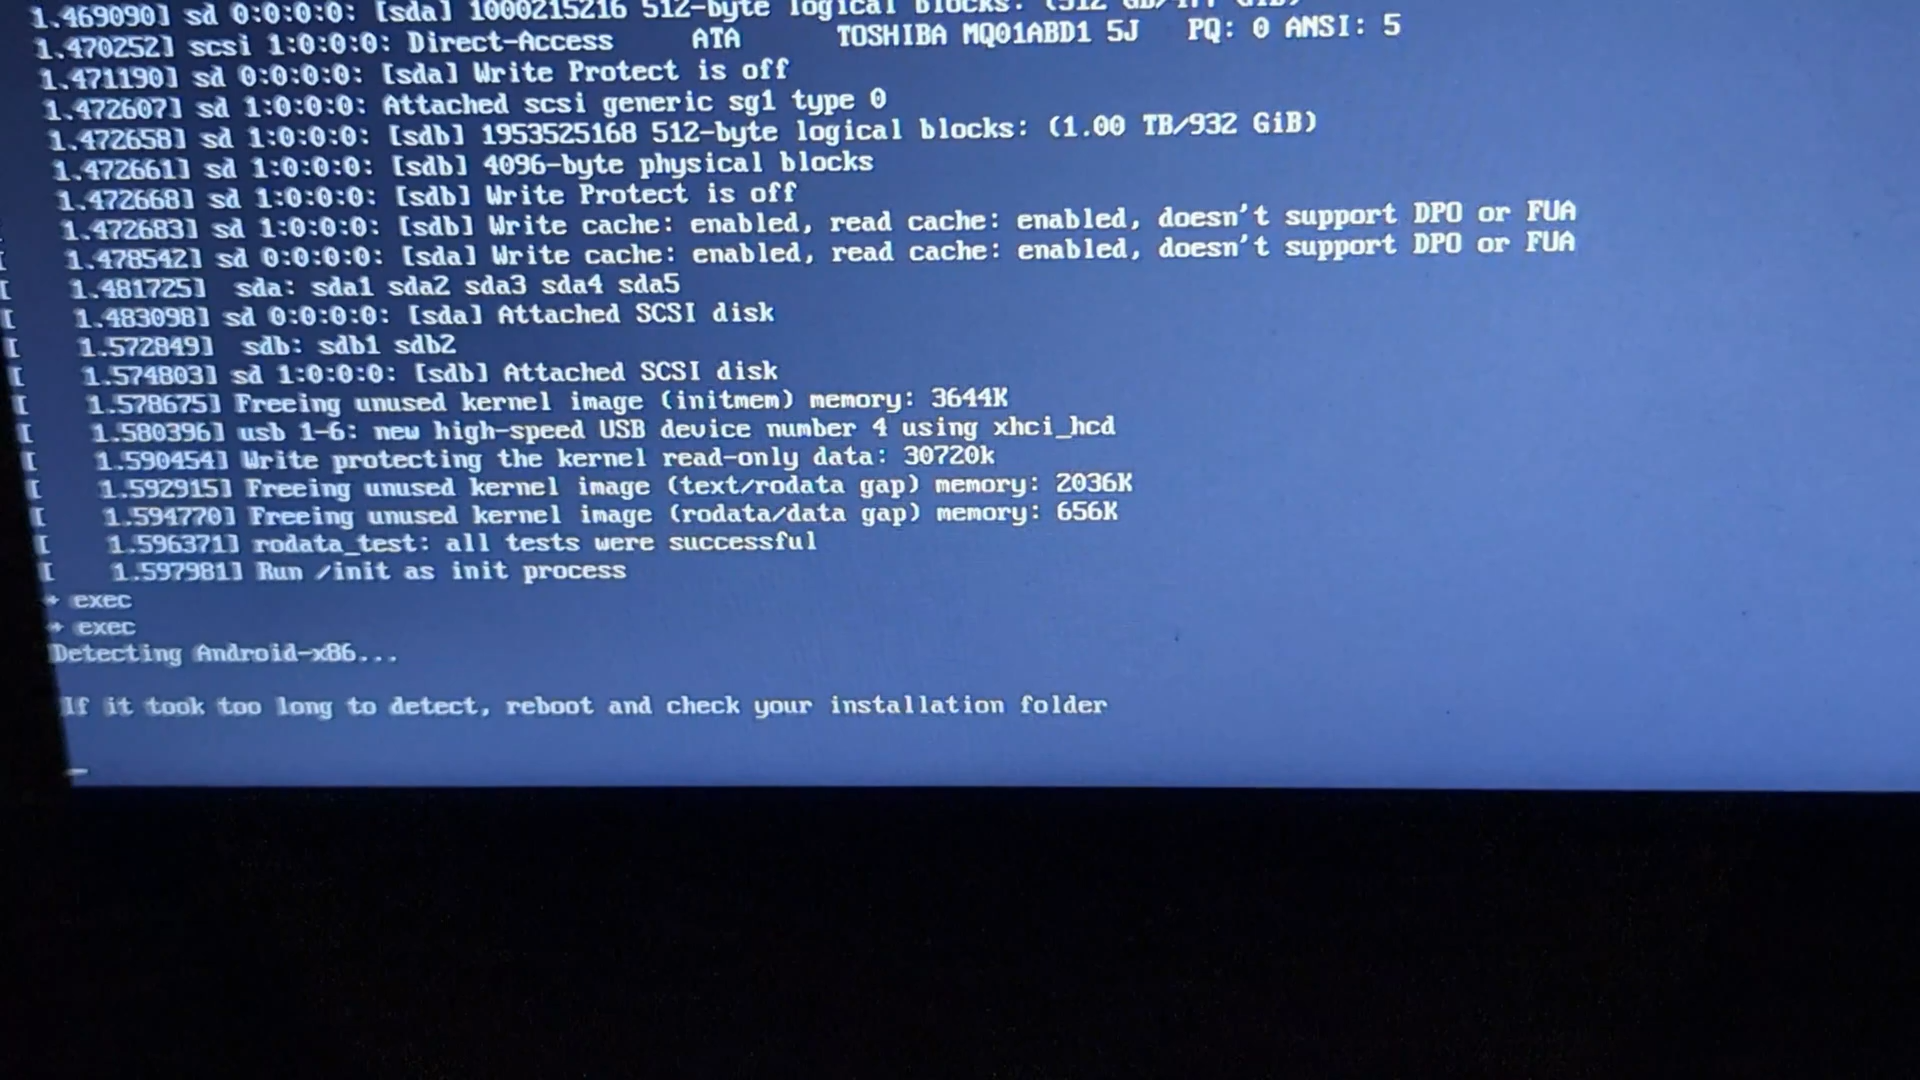 1.469090] sd 0:0:0:0: [sda] 1000215216 512-byte logical blocks: (512 GB/477 GiB)
1.470252] scsi 1:0:0:0: Direct-Access ATA TOSHIBA MQ01ABD1 5J PQ: 0 ANSI: 5
1.471190] sd 0:0:0:0: [sda] Write Protect is off
1.472607] sd 1:0:0:0: Attached scsi generic sg1 type 0
1.472658] sd 1:0:0:0: [sdb] 1953525168 512-byte logical blocks: (1.00 TB/932 GiB)
1.472661] sd 1:0:0:0: [sdb] 4096-byte physical blocks
1.472668] sd 1:0:0:0: [sdb] Write Protect is off
1.472683] sd 1:0:0:0: [sdb] Write cache: enabled, read cache: enabled, doesn't support DPO or FUA
[ 1.478542] sd 0:0:0:0: [sda] Write cache: enabled, read cache: enabled, doesn't support DPO or FUA
[ 1.481725] sda: sda1 sda2 sda3 sda4 sda5
[ 1.483098] sd 0:0:0:0: [sda] Attached SCSI disk
[ 1.572849] sdb: sdb1 sdb2
[ 1.574803] sd 1:0:0:0: [sdb] Attached SCSI disk
[ 1.578675] Freeing unused kernel image (initmem) memory: 3644K
[ 1.580396] usb 1-6: new high-speed USB device number 4 using xhci_hcd
[ 1.590454] Write protecting the kernel read-only data: 30720k
[ 1.592915] Freeing unused kernel image (text/rodata gap) memory: 2036K
[ 1.594770] Freeing unused kernel image (rodata/data gap) memory: 656K
[ 1.596371] rodata_test: all tests were successful
[ 1.597981] Run /init as init process
+ exec
+ exec
Detecting Android-x86...
If it took too long to detect, reboot and check your installation folder
_